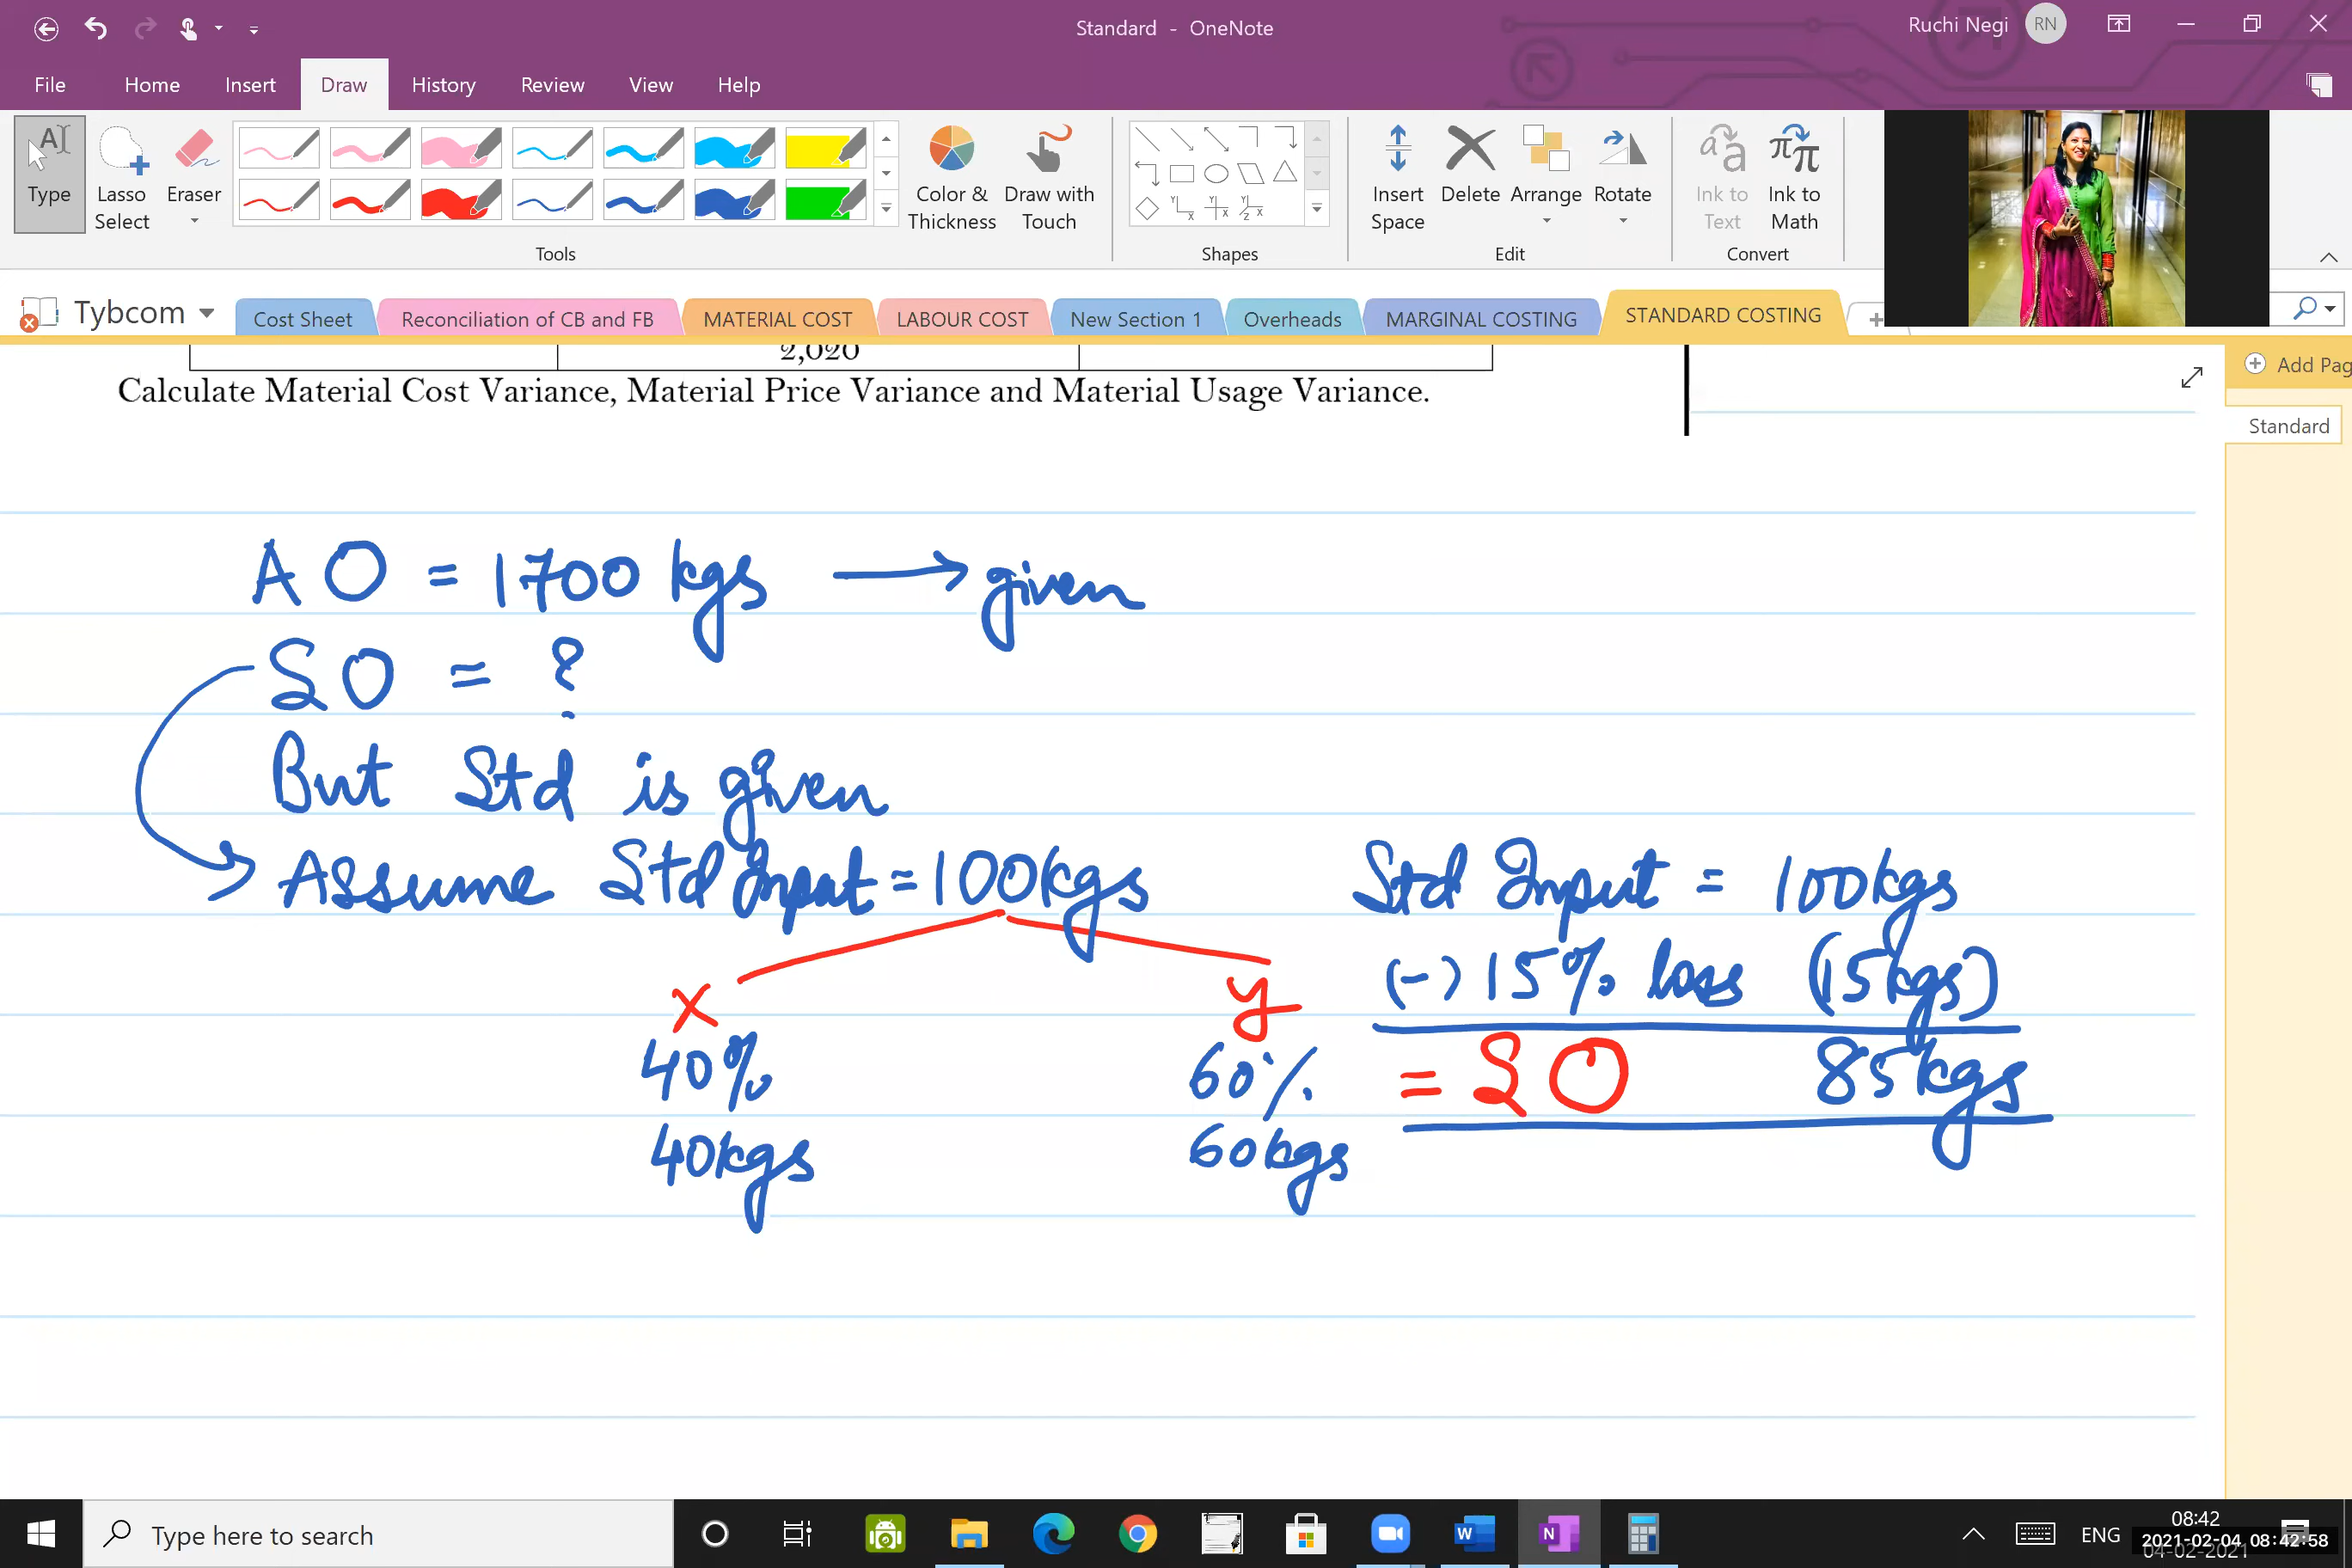 Standard - OneNote
Ruchi Negi RN
File Home Insert Draw History Review View Help
Type
Lasso Select
Eraser
Color & Thickness
Draw with Touch
Insert Space
Delete
Arrange
Rotate
Ink to Text
Ink to Math
Tools
Shapes
Edit
Convert
Tybcom
Cost Sheet
Reconciliation of CB and FB
MATERIAL COST
LABOUR COST
New Section 1
Overheads
MARGINAL COSTING
STANDARD COSTING
Add Pag
Standard
2,020
Calculate Material Cost Variance, Material Price Variance and Material Usage Variance.
AO = 1700 kgs → given
SO = ?
But Std is given
Assume Std Input = 100kgs
x y
40% 60%
40kgs 60kgs
Std Input = 100kgs
(-) 15% loss (15kgs)
= SO 85kgs
Type here to search
ENG
08:42
2021-02-04 08:42:58
04-02-2021